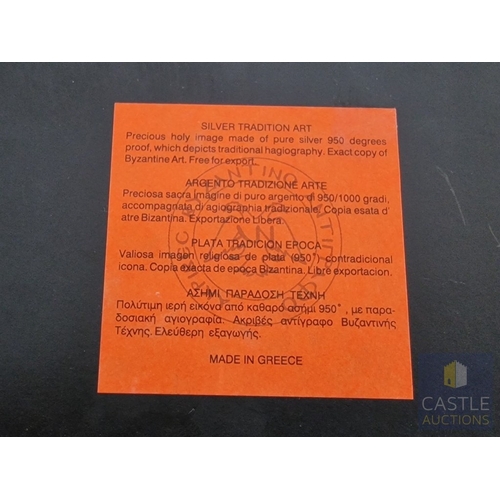 SILVER TRADITION ART
Precious holy image made of pure silver 950 degrees
proof, which depicts traditional hagiography. Exact copy of
Byzantine Art. Free for export.
ARGENTO TRADIZIONE ARTE
Preciosa sacra imagine di puro argento di 950/1000 gradi,
accompagnata di agiographia tradizionale. Copia esata d'
atre Bizantina. Exportazione Libera.
PLATA TRADICION EPOCA
Valiosa imagen religiosa de plata (950°) contradicional
icona. Copia exacta de epoca Bizantina. Libre exportacion.
ΑΣΗΜΙ ΠΑΡΑΔΟΣΗ ΤΕΧΝΗ
Πολύτιμη ιερή εικόνα από καθαρό ασήμι 950°, με παρα-
δοσιακή αγιογραφία. Ακριβές αντίγραφο Βυζαντινής
Τέχνης. Ελεύθερη εξαγωγής.
MADE IN GREECE
CASTLE
AUCTIONS